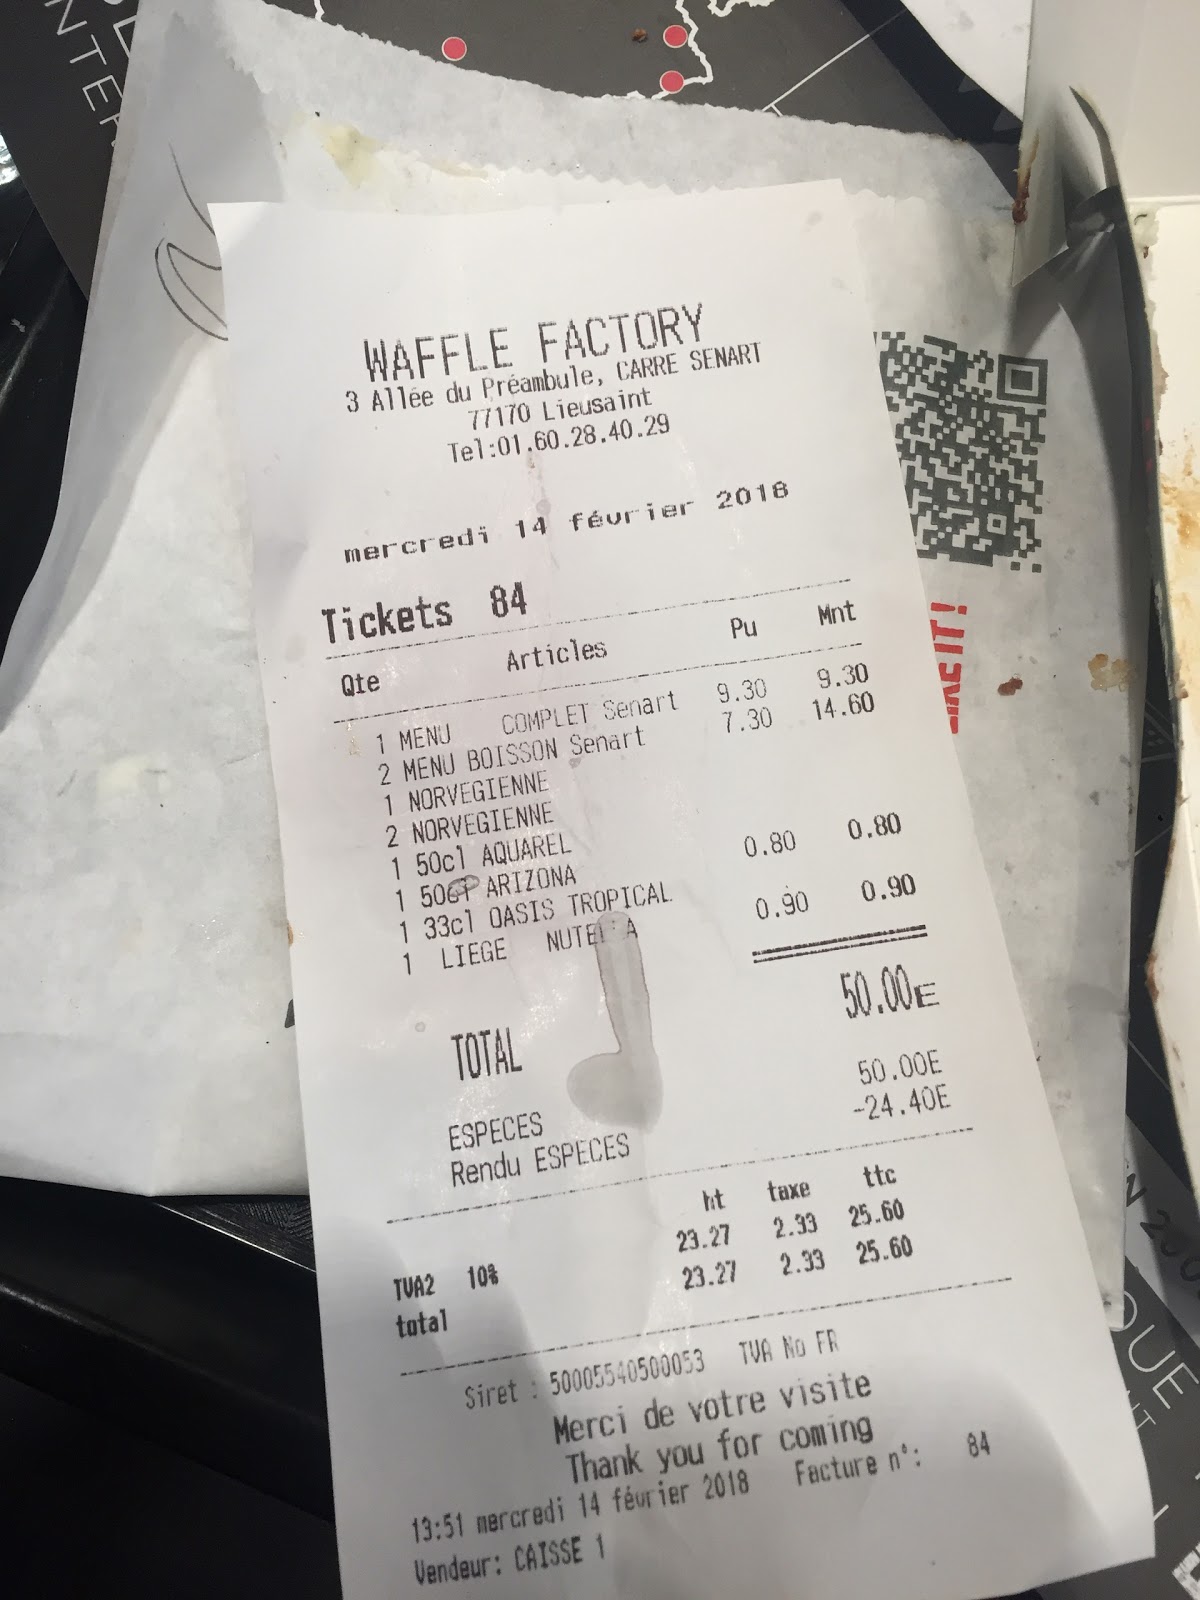 WAFFLE FACTORY
3 Allée du Préambule, CARRE SENART
77170 Lieusaint
Tel:01.60.28.40.29
mercredi 14 février 2018
Tickets 84
Qte Articles Pu Mnt
1 MENU COMPLET Senart 9.30 9.30
2 MENU BOISSON Senart 7.30 14.60
1 NORVEGIENNE
2 NORVEGIENNE
1 50cl AQUAREL
1 50cl ARIZONA 0.80 0.80
1 33cl OASIS TROPICAL
1 LIEGE NUTELLA 0.90 0.90
TOTAL 50.00E
ESPECES 50.00E
Rendu ESPECES -24.40E
ht taxe ttc
TVA2 10% 23.27 2.33 25.60
total 23.27 2.33 25.60
Siret : 50005540500053 TVA No FR
Merci de votre visite
Thank you for coming
13:51 mercredi 14 février 2018 Facture n°: 84
Vendeur: CAISSE 1
IT!